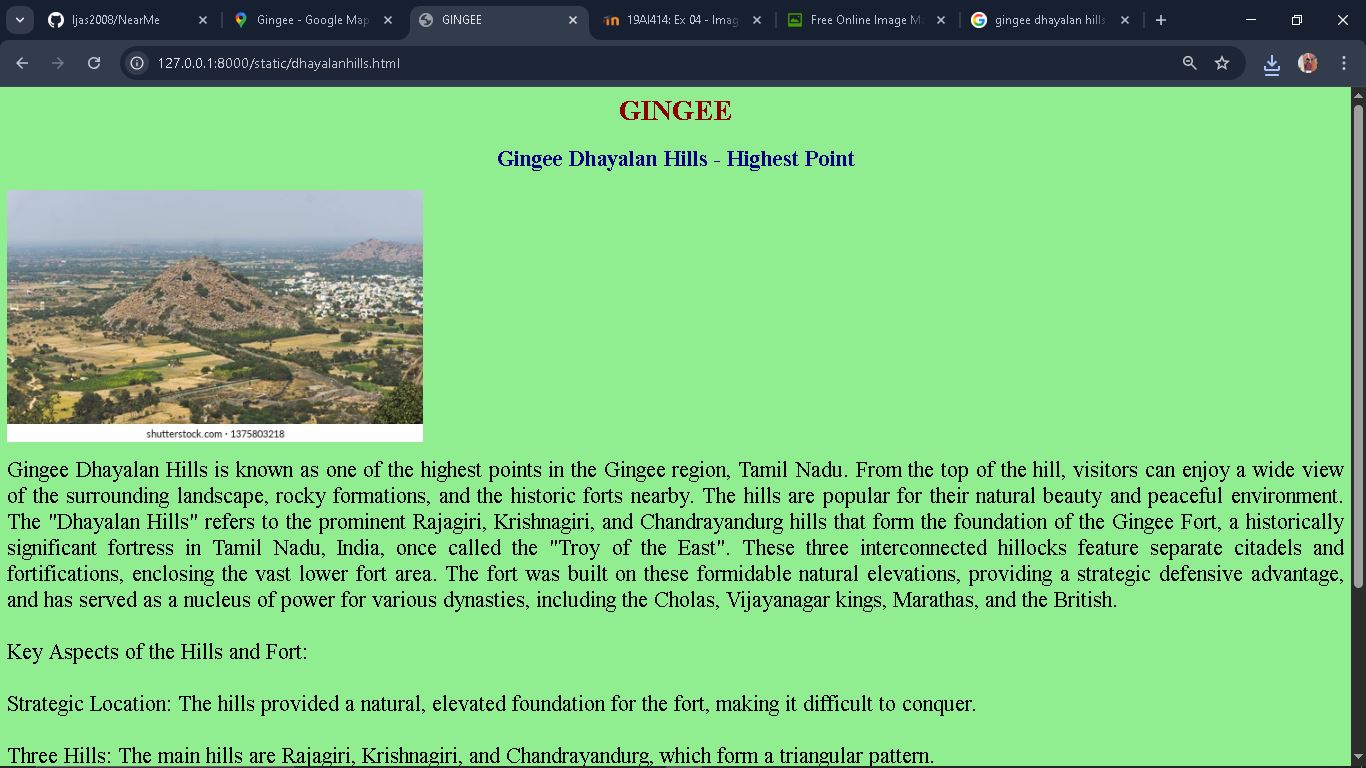 ljas2008/NearMe
Gingee - Google Map
GINGEE
19AI414: Ex 04 - Imag
Free Online Image M
gingee dhayalan hills
127.0.0.1:8000/static/dhayalanhills.html
GINGEE
Gingee Dhayalan Hills - Highest Point
shutterstock.com · 1375803218
Gingee Dhayalan Hills is known as one of the highest points in the Gingee region, Tamil Nadu. From the top of the hill, visitors can enjoy a wide view
of the surrounding landscape, rocky formations, and the historic forts nearby. The hills are popular for their natural beauty and peaceful environment.
The "Dhayalan Hills" refers to the prominent Rajagiri, Krishnagiri, and Chandrayandurg hills that form the foundation of the Gingee Fort, a historically
significant fortress in Tamil Nadu, India, once called the "Troy of the East". These three interconnected hillocks feature separate citadels and
fortifications, enclosing the vast lower fort area. The fort was built on these formidable natural elevations, providing a strategic defensive advantage,
and has served as a nucleus of power for various dynasties, including the Cholas, Vijayanagar kings, Marathas, and the British.
Key Aspects of the Hills and Fort:
Strategic Location: The hills provided a natural, elevated foundation for the fort, making it difficult to conquer.
Three Hills: The main hills are Rajagiri, Krishnagiri, and Chandrayandurg, which form a triangular pattern.